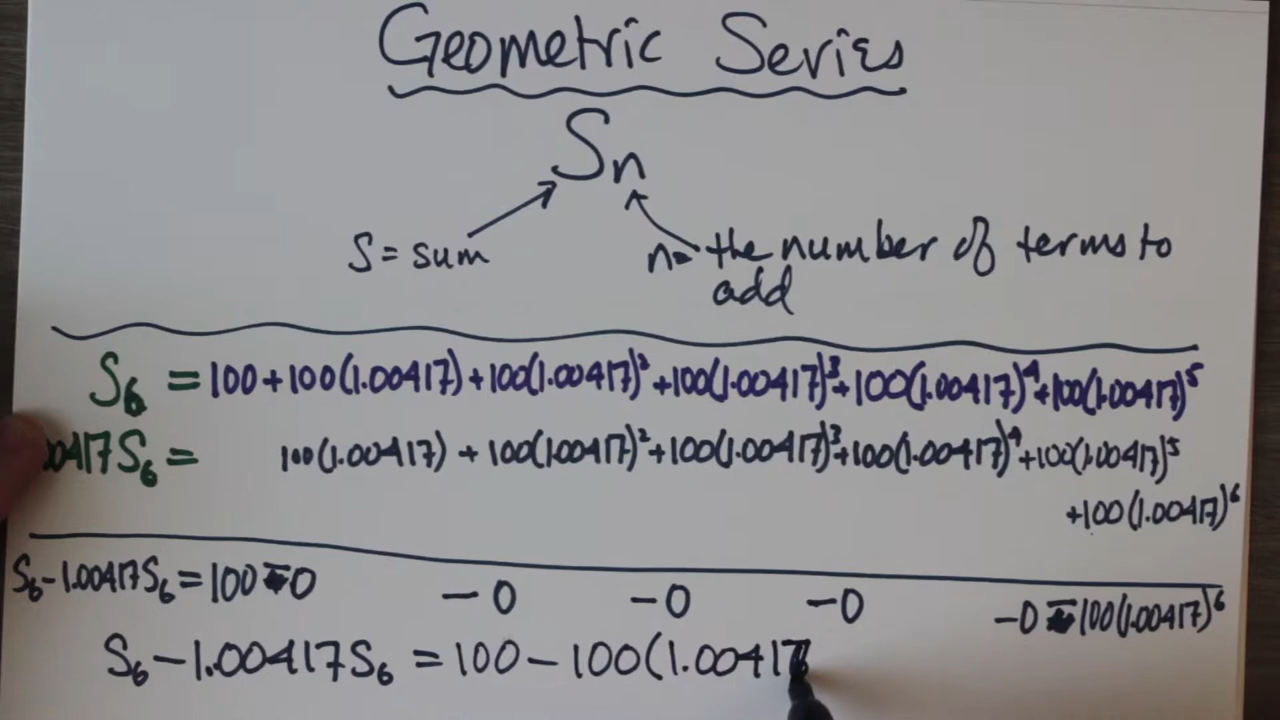 Geometric Series
Sn
S = sum
n = the number of terms to
add
S₆ = 100 + 100(1.00417) + 100(1.00417)² + 100(1.00417)³ + 100(1.00417)⁴ + 100(1.00417)⁵
00417S₆ = 100(1.00417) + 100(1.00417)² + 100(1.00417)³ + 100(1.00417)⁴ + 100(1.00417)⁵
+ 100(1.00417)⁶
S₆ - 1.00417S₆ = 100 - 0 - 0 - 0 - 0 - 0 - 100(1.00417)⁶
S₆ - 1.00417S₆ = 100 - 100(1.00417